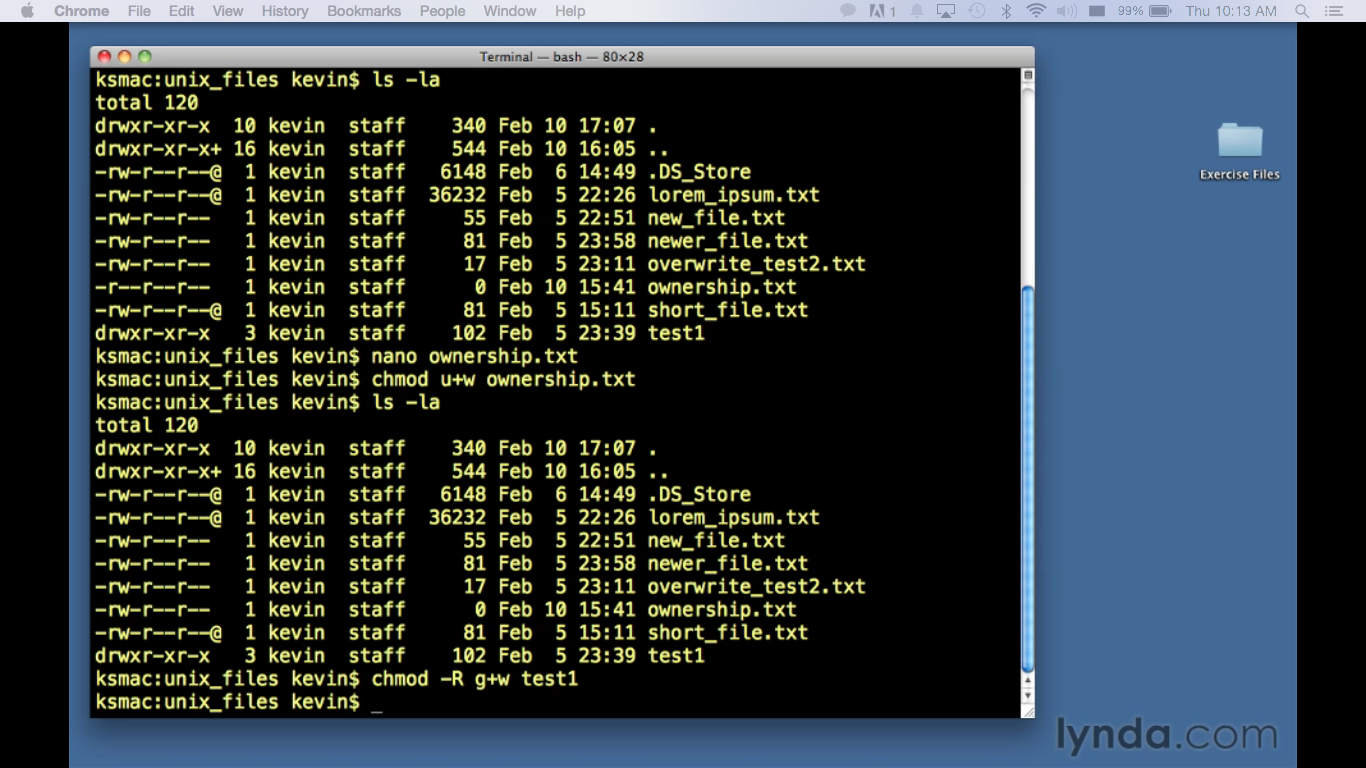 Chrome File Edit View History Bookmarks People Window Help 1 99% Thu 10:13 AM
Terminal — bash — 80×28
ksmac:unix_files kevin$ ls -la
total 120
drwxr-xr-x 10 kevin staff 340 Feb 10 17:07 .
drwxr-xr-x+ 16 kevin staff 544 Feb 10 16:05 ..
-rw-r--r--@ 1 kevin staff 6148 Feb 6 14:49 .DS_Store
-rw-r--r--@ 1 kevin staff 36232 Feb 5 22:26 lorem_ipsum.txt
-rw-r--r-- 1 kevin staff 55 Feb 5 22:51 new_file.txt
-rw-r--r-- 1 kevin staff 81 Feb 5 23:58 newer_file.txt
-rw-r--r-- 1 kevin staff 17 Feb 5 23:11 overwrite_test2.txt
-r--r--r-- 1 kevin staff 0 Feb 10 15:41 ownership.txt
-rw-r--r--@ 1 kevin staff 81 Feb 5 15:11 short_file.txt
drwxr-xr-x 3 kevin staff 102 Feb 5 23:39 test1
ksmac:unix_files kevin$ nano ownership.txt
ksmac:unix_files kevin$ chmod u+w ownership.txt
ksmac:unix_files kevin$ ls -la
total 120
drwxr-xr-x 10 kevin staff 340 Feb 10 17:07 .
drwxr-xr-x+ 16 kevin staff 544 Feb 10 16:05 ..
-rw-r--r--@ 1 kevin staff 6148 Feb 6 14:49 .DS_Store
-rw-r--r--@ 1 kevin staff 36232 Feb 5 22:26 lorem_ipsum.txt
-rw-r--r-- 1 kevin staff 55 Feb 5 22:51 new_file.txt
-rw-r--r-- 1 kevin staff 81 Feb 5 23:58 newer_file.txt
-rw-r--r-- 1 kevin staff 17 Feb 5 23:11 overwrite_test2.txt
-rw-r--r-- 1 kevin staff 0 Feb 10 15:41 ownership.txt
-rw-r--r--@ 1 kevin staff 81 Feb 5 15:11 short_file.txt
drwxr-xr-x 3 kevin staff 102 Feb 5 23:39 test1
ksmac:unix_files kevin$ chmod -R g+w test1
ksmac:unix_files kevin$ _
Exercise Files
lynda.com